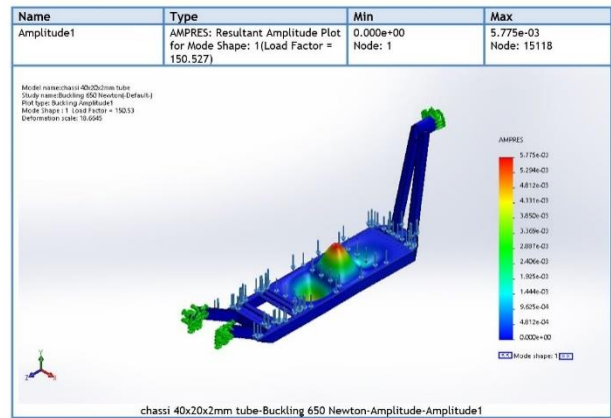 Name Type Min Max
Amplitude1 AMPRES: Resultant Amplitude Plot 0.000e+00 5.775e-03
for Mode Shape: 1(Load Factor = Node: 1 Node: 15118
150.527)
Model name:chassi 40x20x2mm tube
Study name:Buckling 650 Newton(-Default-)
Plot type: Buckling Amplitude1
Mode Shape : 1 Load Factor = 150.53
Deformation scale: 18.6645
AMPRES
5.775e-03
5.294e-03
4.812e-03
4.331e-03
3.850e-03
3.369e-03
2.887e-03
2.406e-03
1.925e-03
1.444e-03
9.625e-04
4.812e-04
0.000e+00
Mode shape: 1
Y
Z
X
chassi 40x20x2mm tube-Buckling 650 Newton-Amplitude-Amplitude1